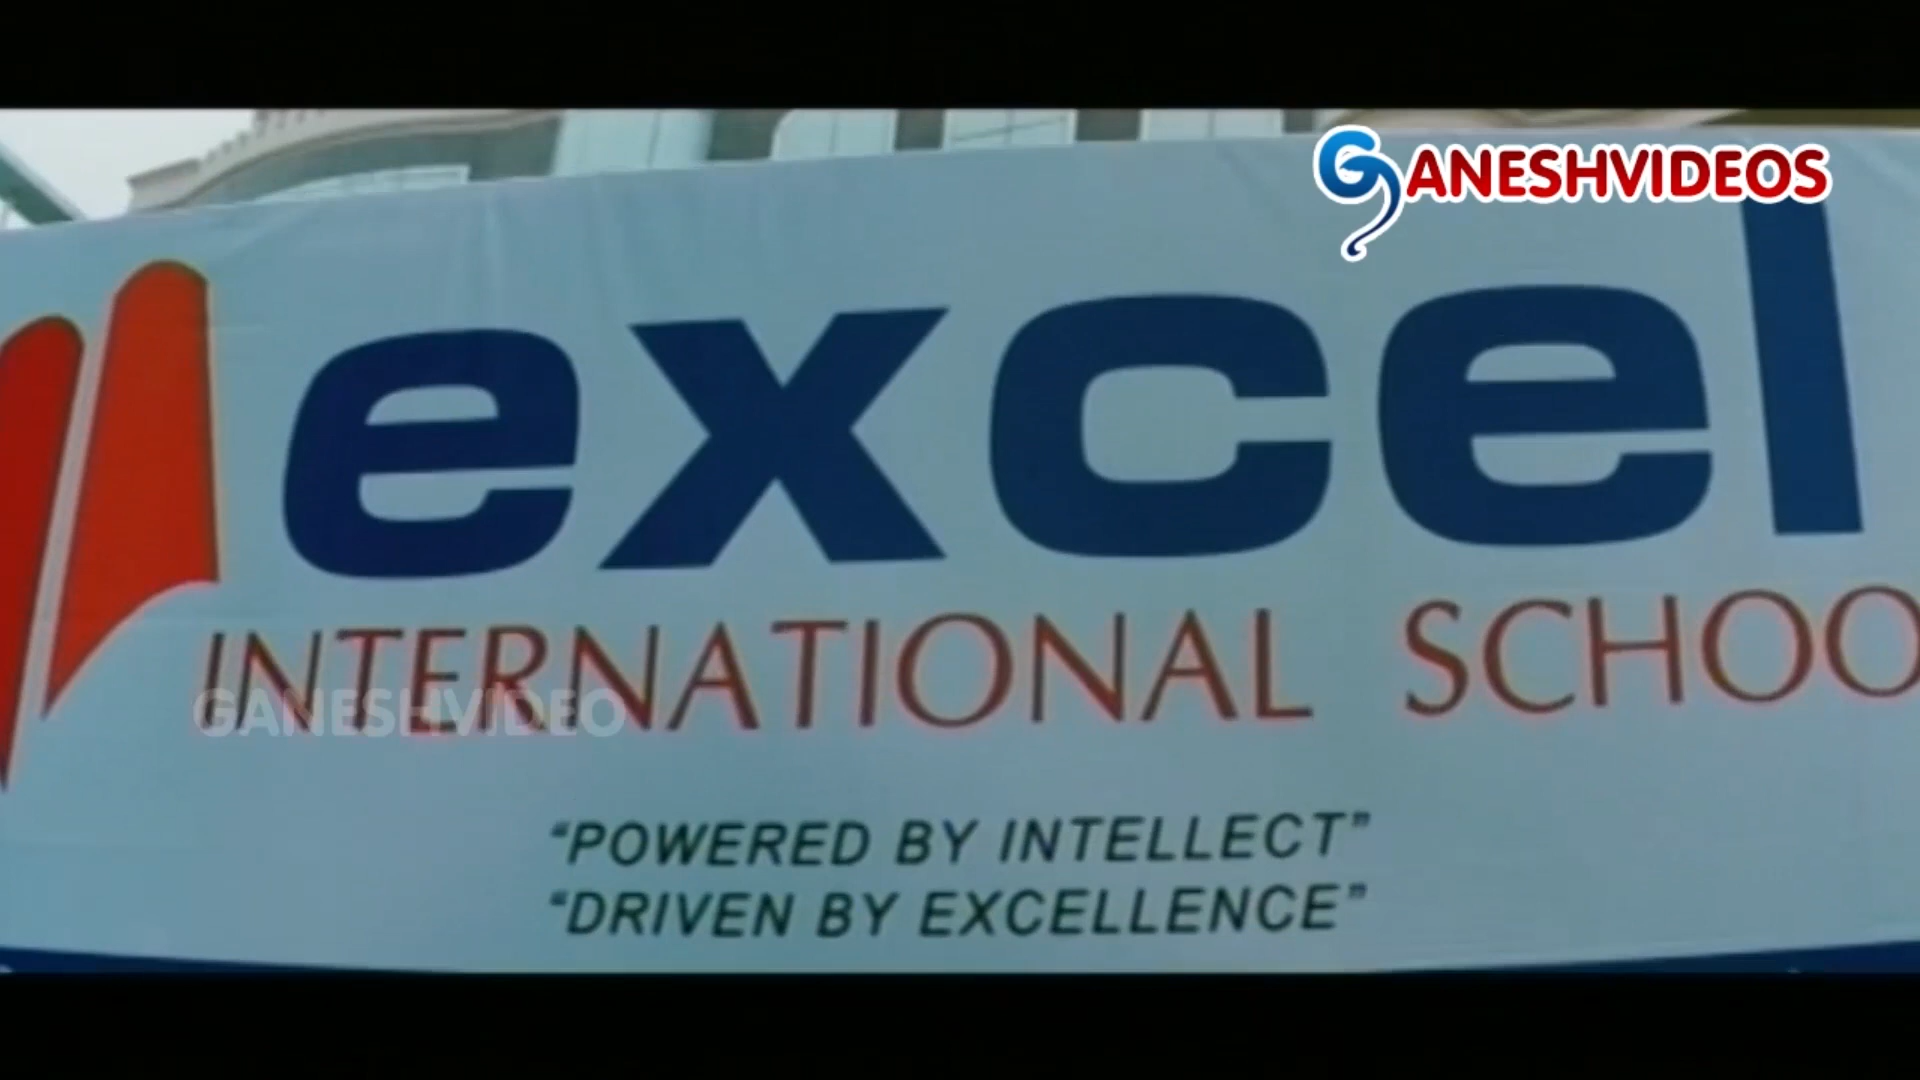 GANESHVIDEOS
excel
INTERNATIONAL SCHOO
GANESHVIDEO
"POWERED BY INTELLECT"
"DRIVEN BY EXCELLENCE"